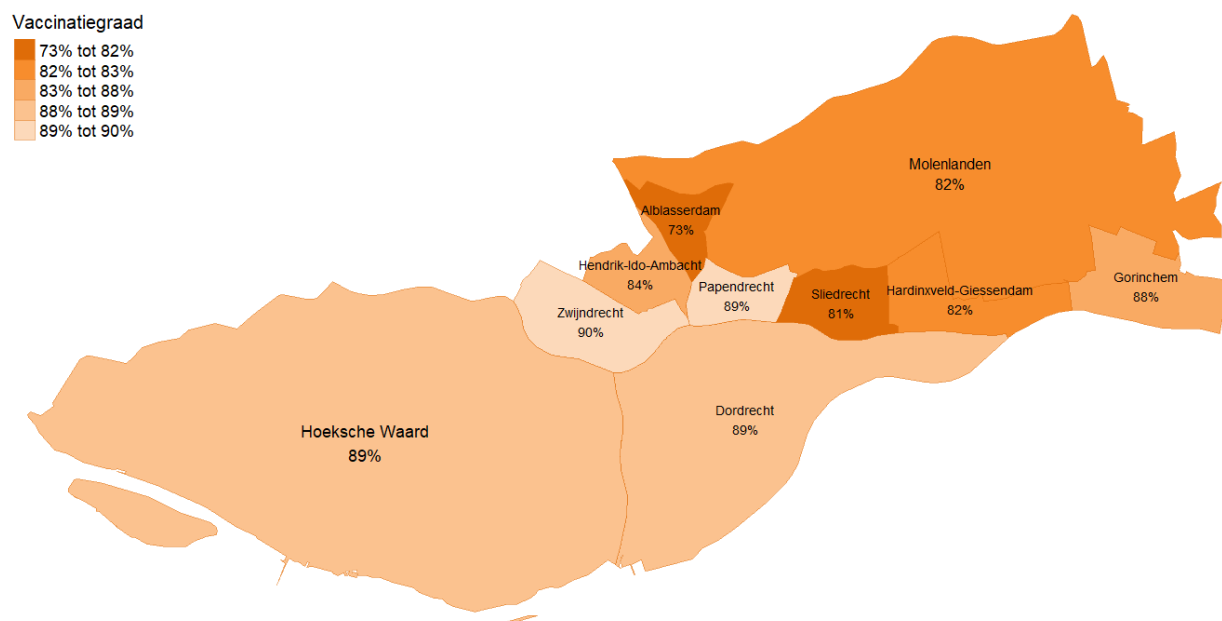 Vaccinatiegraad
73% tot 82%
82% tot 83%
83% tot 88%
88% tot 89%
89% tot 90%
Molenlanden
82%
Alblasserdam
73%
Hendrik-Ido-Ambacht
84%
Papendrecht
89%
Sliedrecht
81%
Hardinxveld-Giessendam
82%
Gorinchem
88%
Zwijndrecht
90%
Dordrecht
89%
Hoeksche Waard
89%